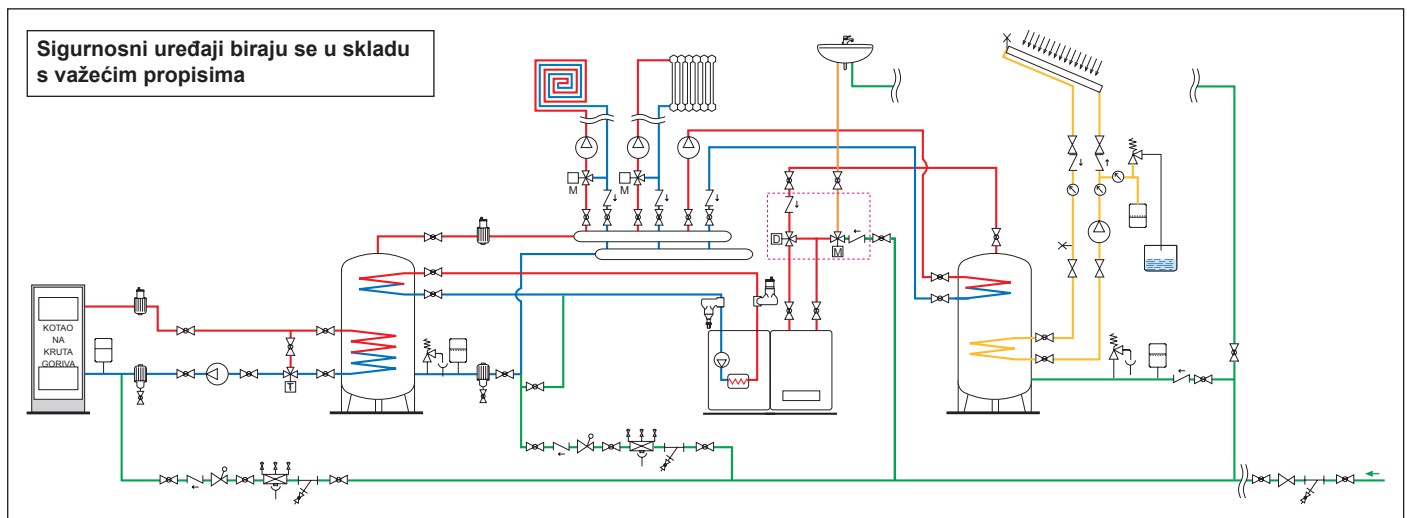 Sigurnosni uređaji biraju se u skladu
s važećim propisima
M
M
D
M
KOTAO
NA
KRUTA
GORIVA
T